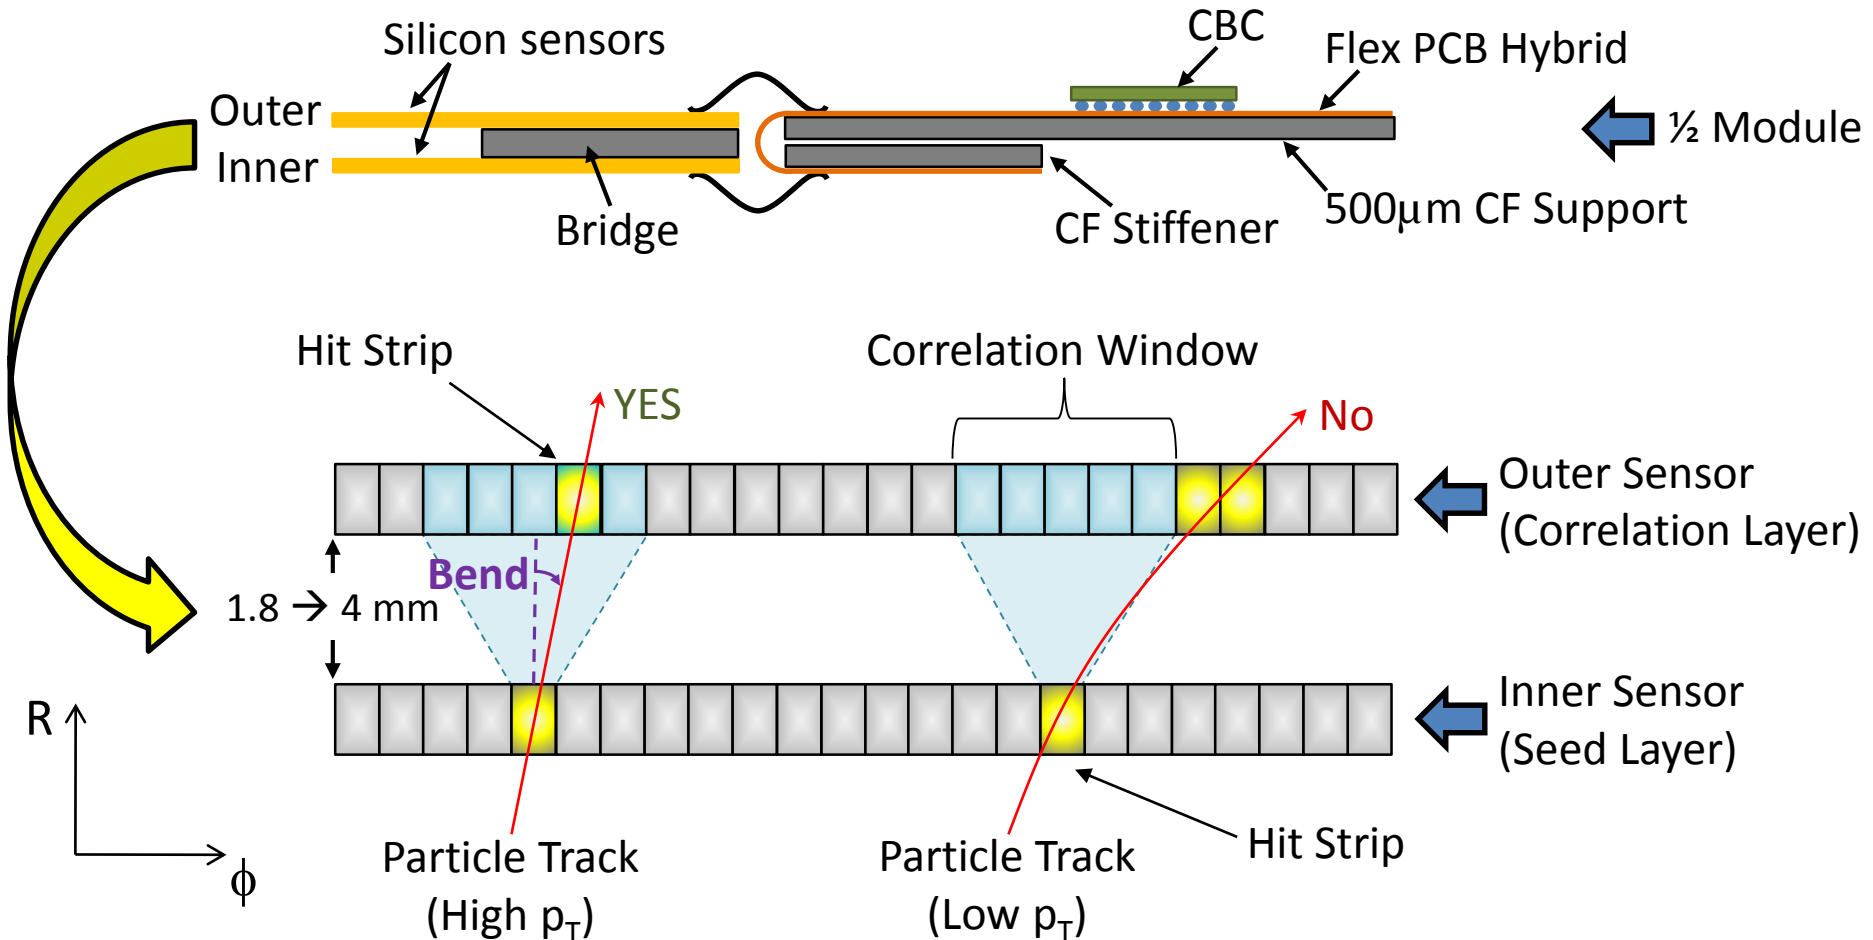 Silicon sensors
CBC
Flex PCB Hybrid
Outer
Inner
½ Module
Bridge
CF Stiffener
500μm CF Support
Hit Strip
Correlation Window
YES
No
Outer Sensor
(Correlation Layer)
Bend
1.8 → 4 mm
Inner Sensor
(Seed Layer)
R
ϕ
Particle Track
(High pT)
Particle Track
(Low pT)
Hit Strip